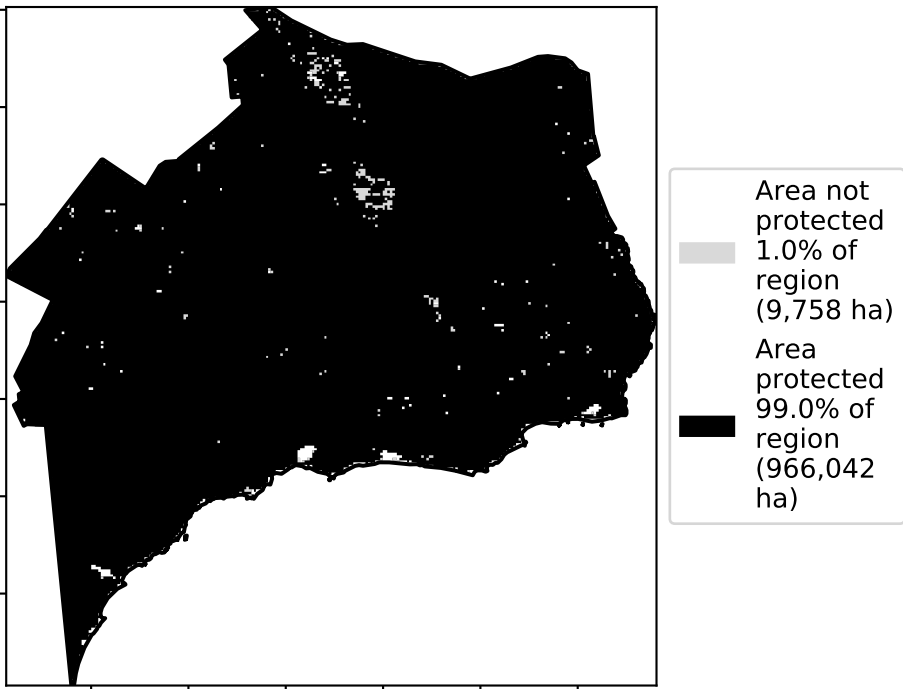 Area not
protected
1.0% of
region
(9,758 ha)
Area
protected
99.0% of
region
(966,042
ha)